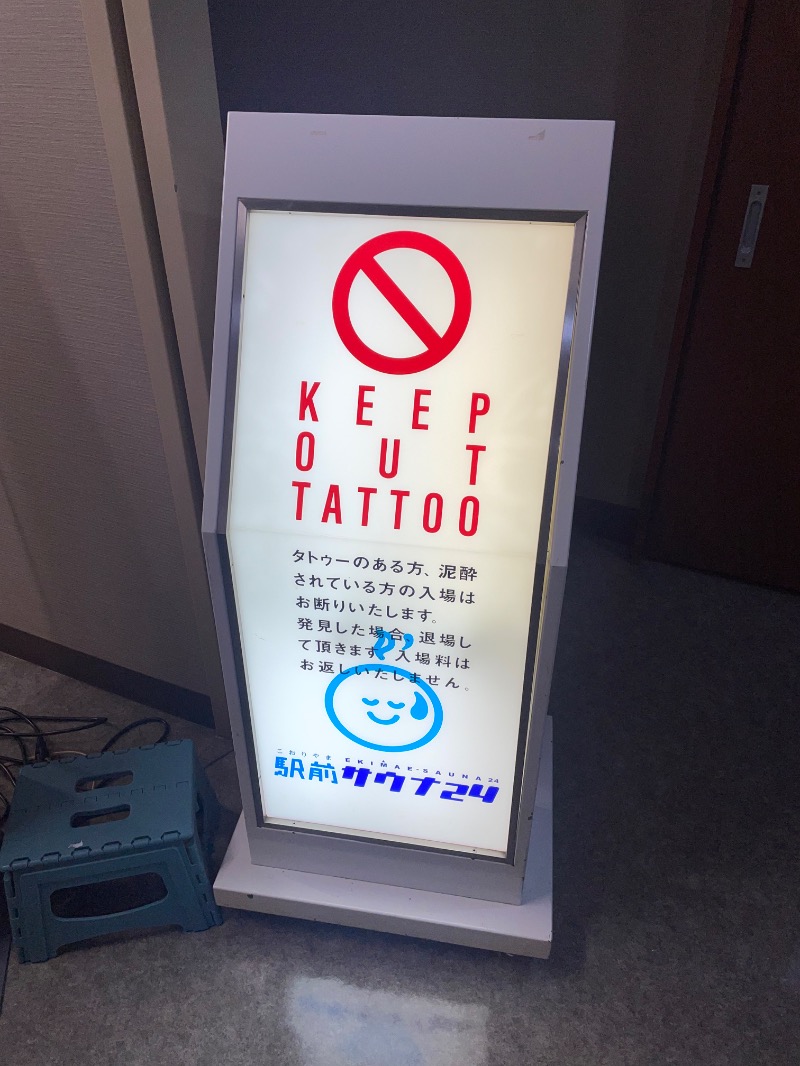 KEEP
OUT
TATTOO
タトゥーのある方、泥酔
されている方の入場は
お断りいたします。
発見した場合、退場し
て頂きます。入場料は
お返しいたしません。
こおりやま EKIMAE-SAUNA 24
駅前サウナ24